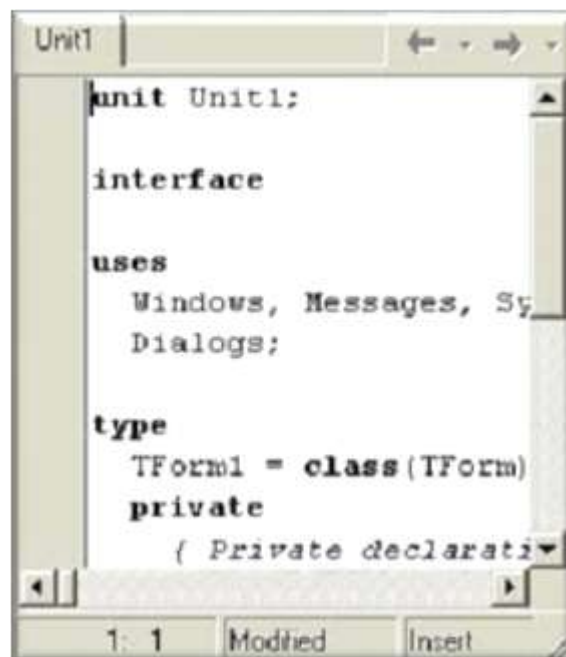 Unit1
unit Unit1;
interface
uses
Windows, Messages, Sy
Dialogs;
type
TForm1 = class(TForm)
private
{ Private declarati
1: 1 Modified Insert